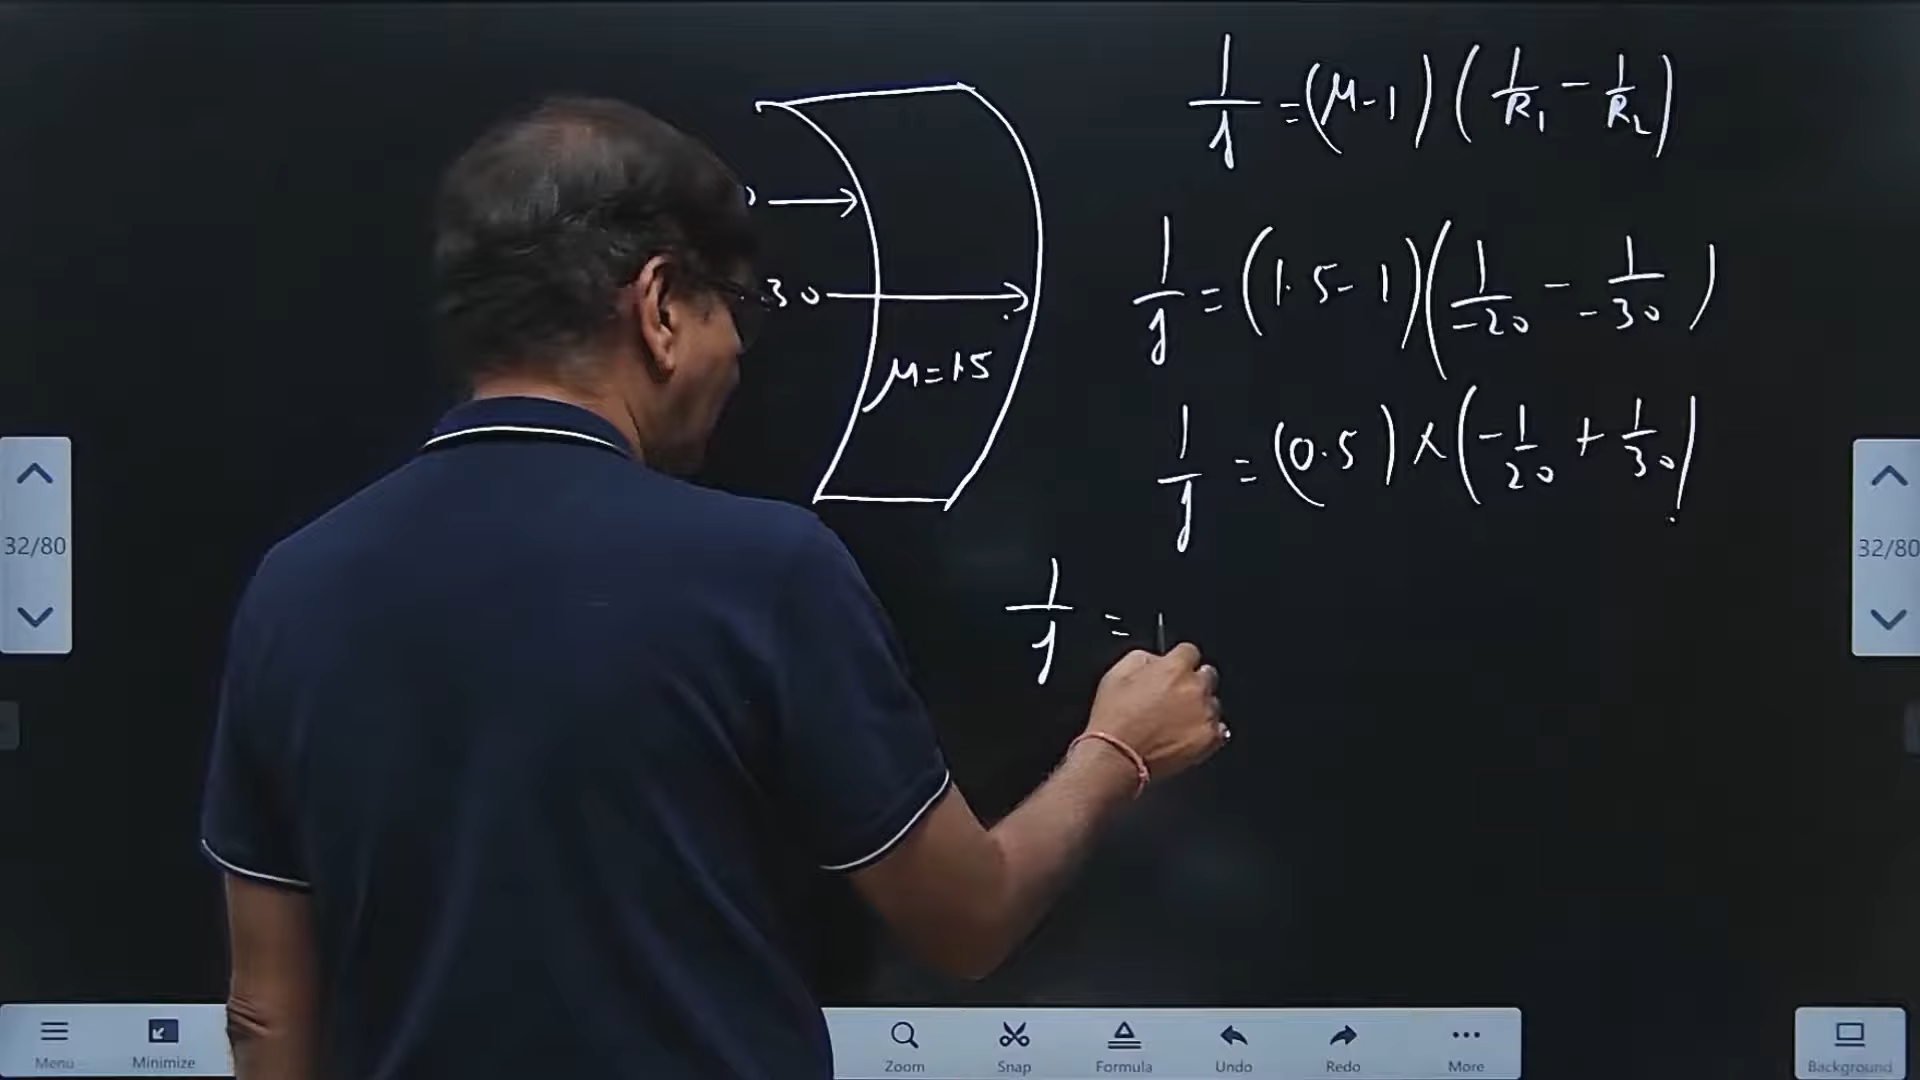 1/f = (μ-1) (1/R₁ - 1/R₂)
30
μ=1.5
1/f = (1.5-1) (1/-20 - 1/-30)
1/f = (0.5) × (-1/20 + 1/30)
1/f =
32/80
32/80
Menu
Minimize
Zoom
Snap
Formula
Undo
Redo
More
Background